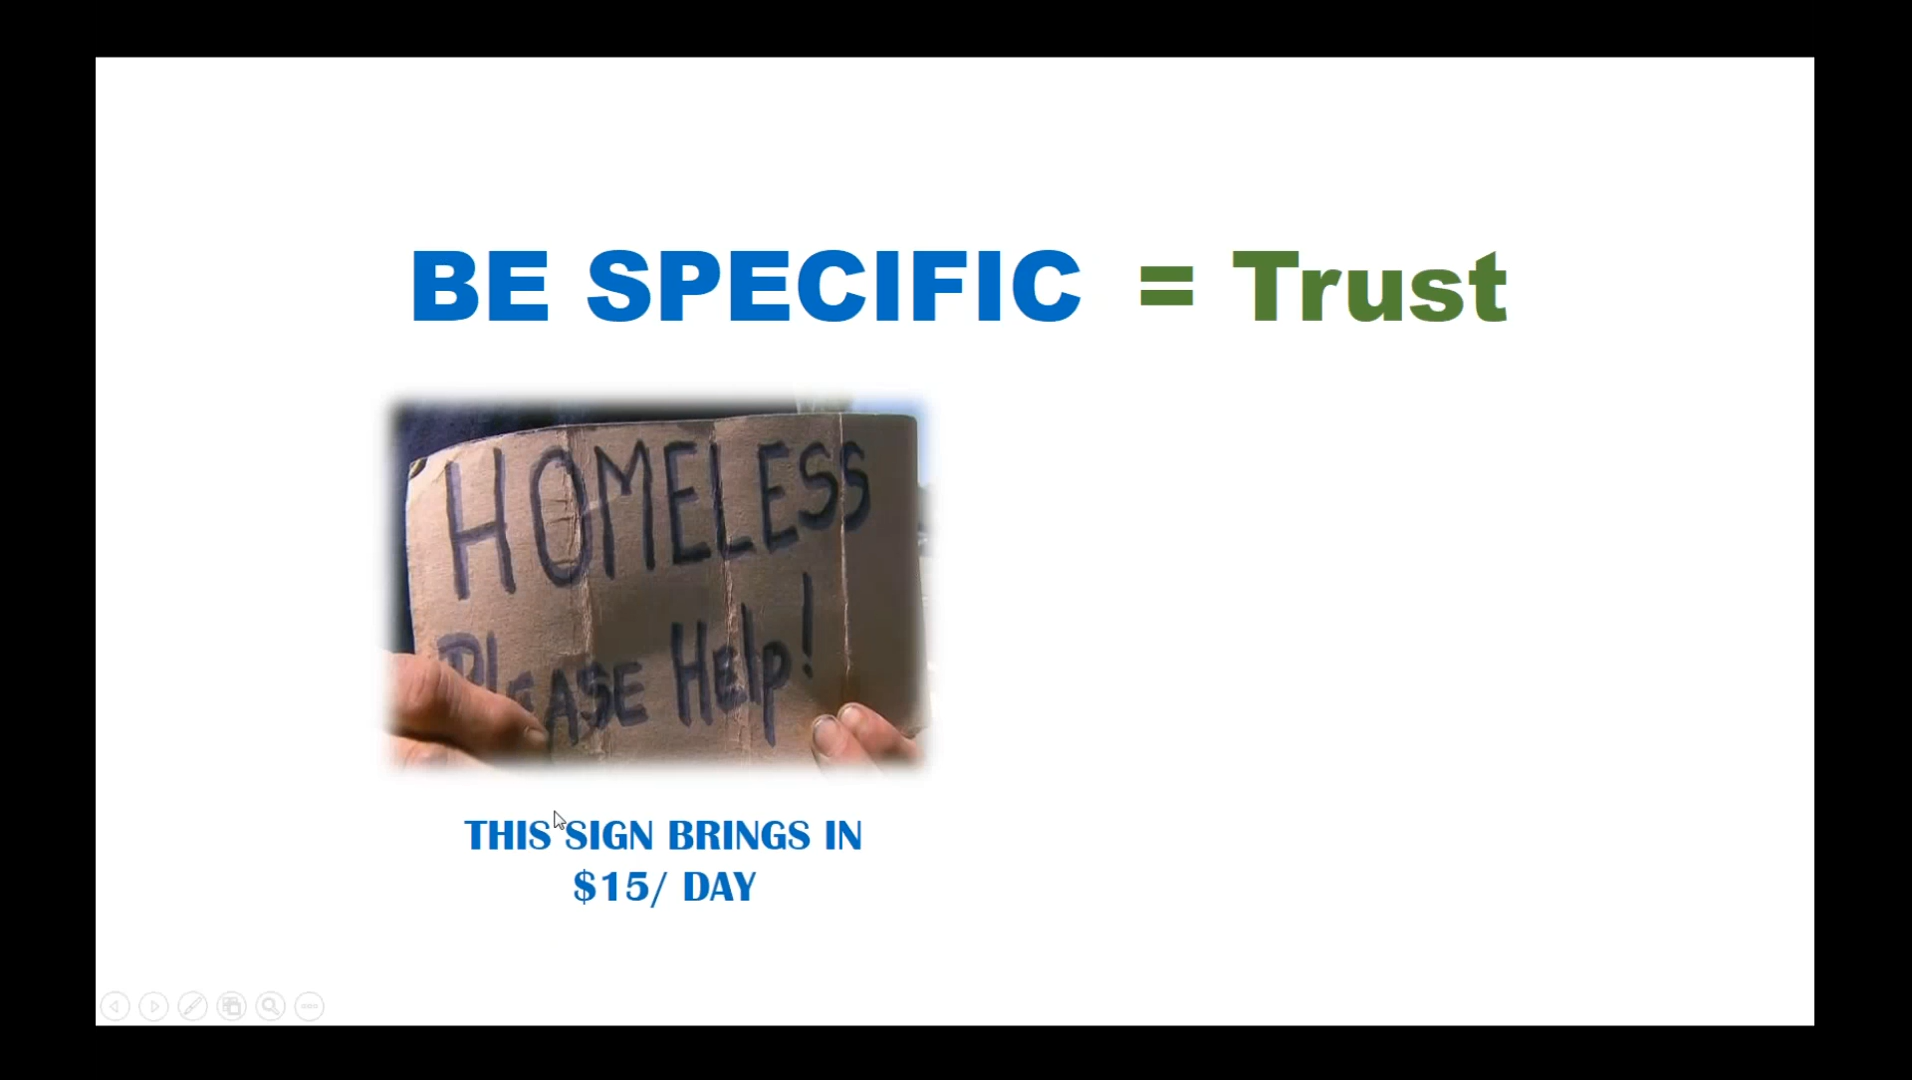 BE SPECIFIC = Trust
HOMELESS
PlEASE Help!
THIS SIGN BRINGS IN
$15/ DAY